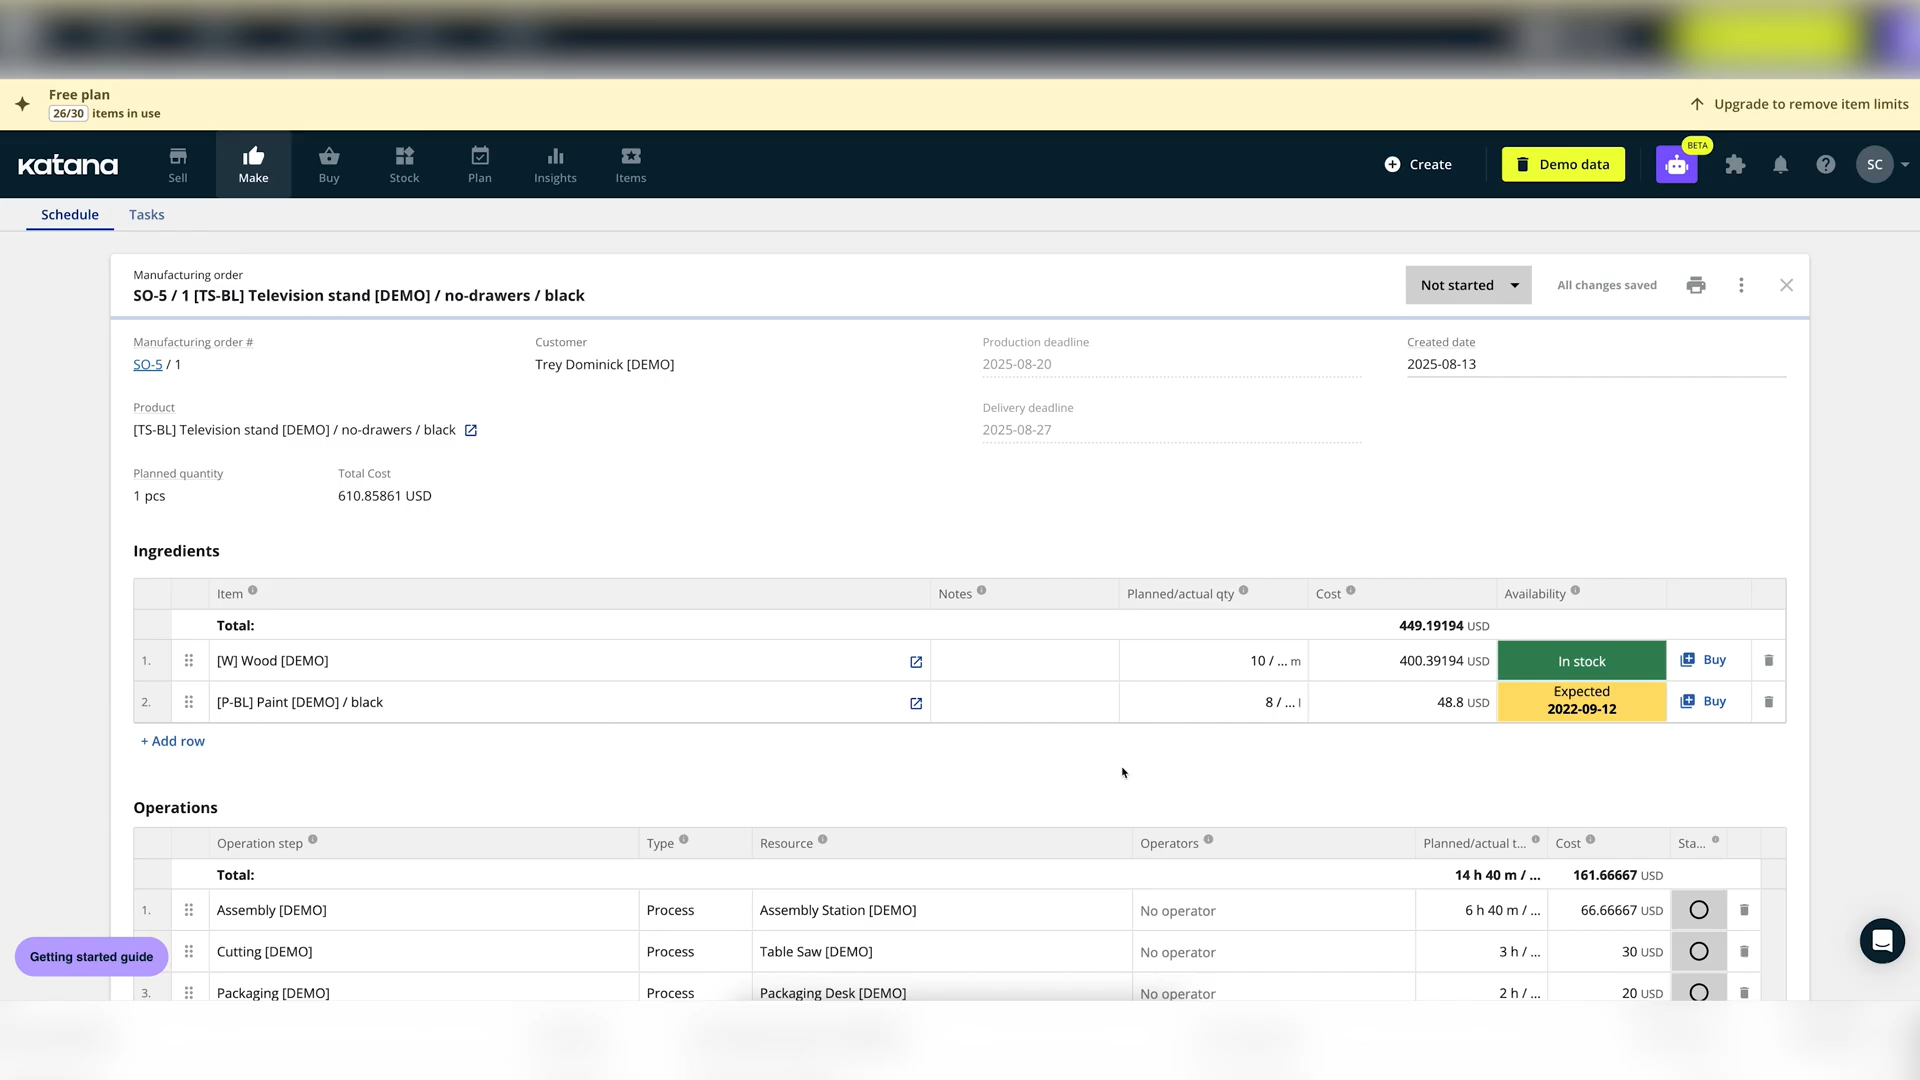 Free plan
26/30 items in use
Upgrade to remove item limits
katana
Sell
Make
Buy
Stock
Plan
Insights
Items
Create
Demo data
BETA
SC
Schedule
Tasks
Manufacturing order
SO-5 / 1 [TS-BL] Television stand [DEMO] / no-drawers / black
Not started
All changes saved
Manufacturing order #
SO-5 / 1
Customer
Trey Dominick [DEMO]
Production deadline
2025-08-20
Created date
2025-08-13
Product
[TS-BL] Television stand [DEMO] / no-drawers / black
Delivery deadline
2025-08-27
Planned quantity
1 pcs
Total Cost
610.85861 USD
Ingredients
Item Notes Planned/actual qty Cost Availability
Total: 449.19194 USD
1. [W] Wood [DEMO] 10 / ... m 400.39194 USD In stock Buy
2. [P-BL] Paint [DEMO] / black 8 / ... l 48.8 USD Expected 2022-09-12 Buy
+ Add row
Operations
Operation step Type Resource Operators Planned/actual t... Cost Sta...
Total: 14 h 40 m / ... 161.66667 USD
1. Assembly [DEMO] Process Assembly Station [DEMO] No operator 6 h 40 m / ... 66.66667 USD
Cutting [DEMO] Process Table Saw [DEMO] No operator 3 h / ... 30 USD
3. Packaging [DEMO] Process Packaging Desk [DEMO] No operator 2 h / ... 20 USD
Getting started guide